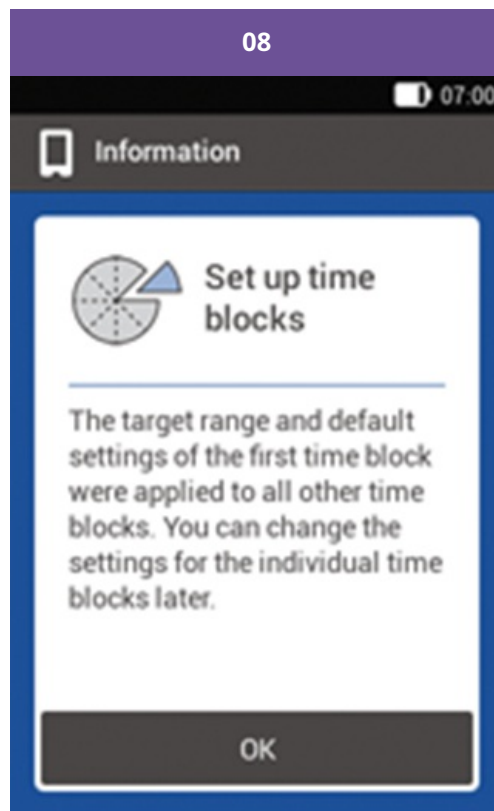 08
07:00
Information
Set up time
blocks
The target range and default
settings of the first time block
were applied to all other time
blocks. You can change the
settings for the individual time
blocks later.
OK